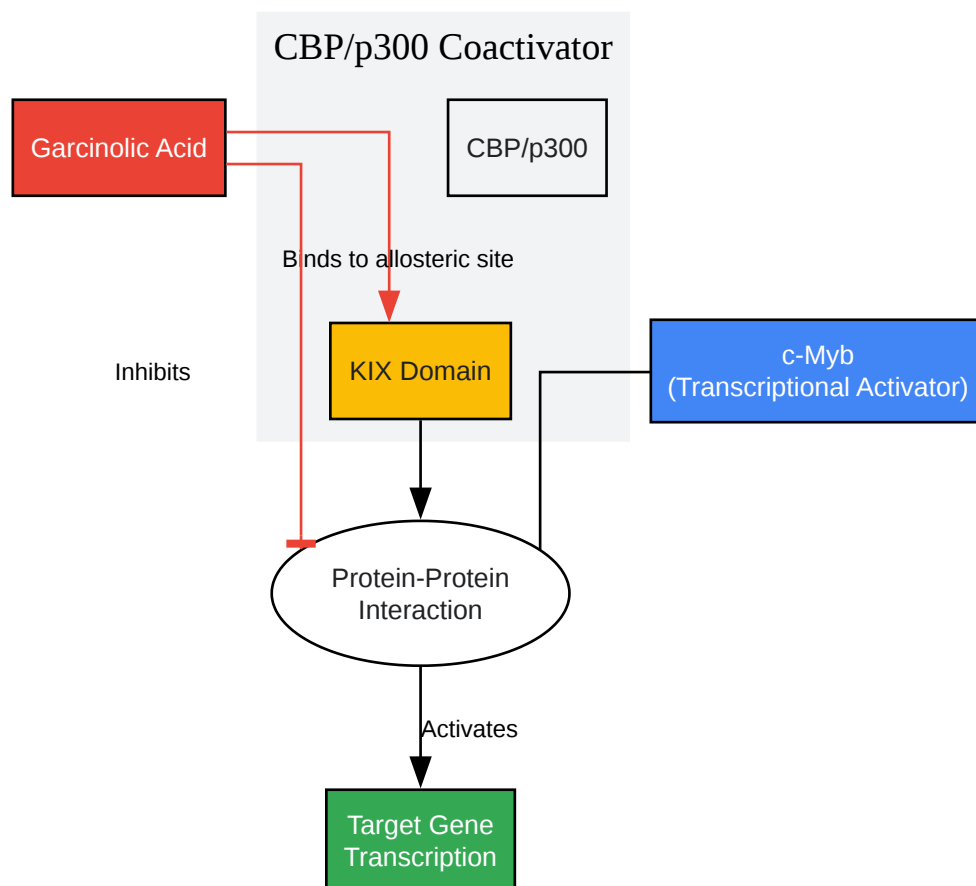 CBP/p300 Coactivator
Garcinolic Acid
CBP/p300
Binds to allosteric site
KIX Domain
c-Myb
(Transcriptional Activator)
Inhibits
Protein-Protein
Interaction
Activates
Target Gene
Transcription